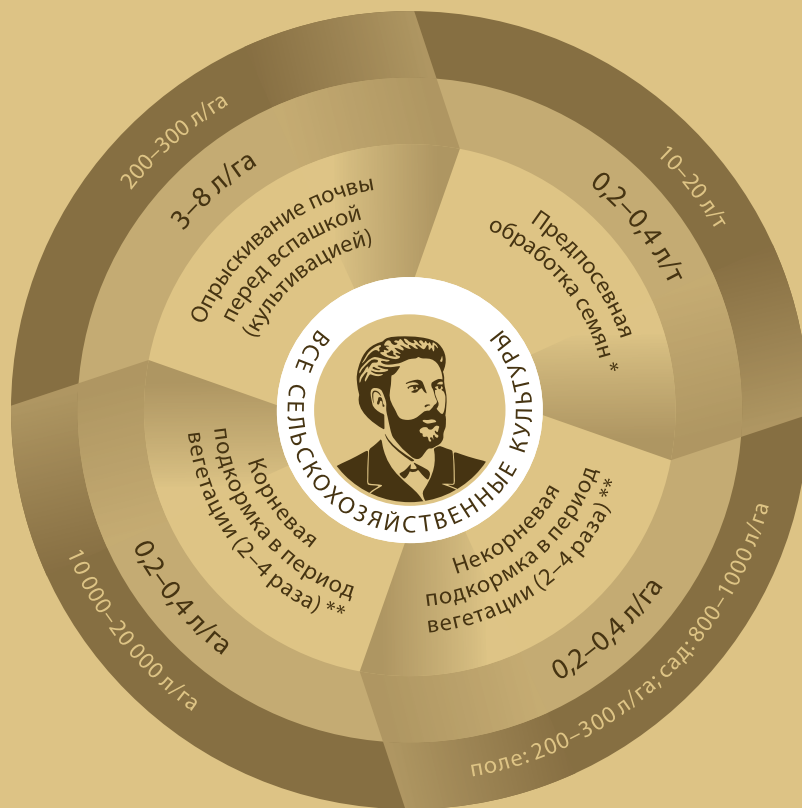 200–300 л/га
3–8 л/га
Опрыскивание почвы
перед вспашкой
(культивацией)
10–20 л/т
0,2–0,4 л/т
Предпосевная
обработка семян *
ВСЕ СЕЛЬСКОХОЗЯЙСТВЕННЫЕ КУЛЬТУРЫ
Корневая
подкормка в период
вегетации (2–4 раза) **
0,2–0,4 л/га
10 000–20 000 л/га
Некорневая
подкормка в период
вегетации (2–4 раза) **
0,2–0,4 л/га
поле: 200–300 л/га; сад: 800–1000 л/га